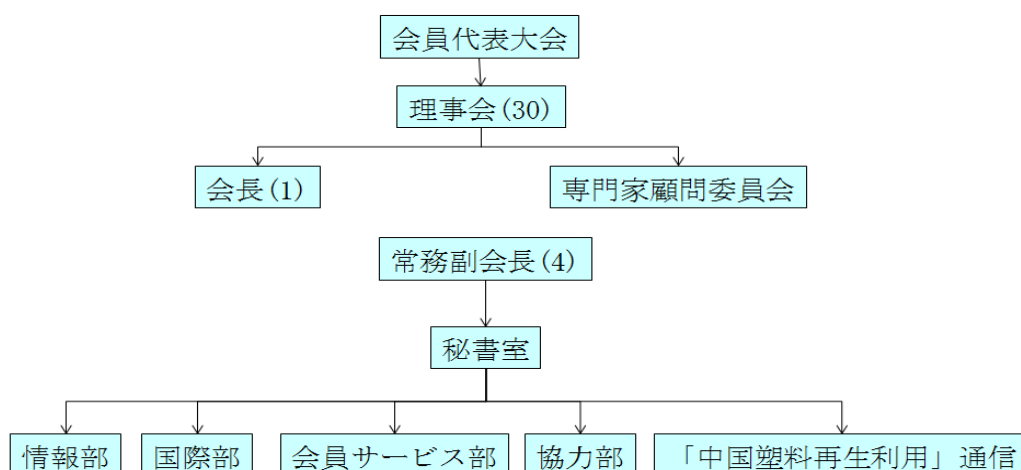 会員代表大会
理事会(30)
会長(1)
専門家顧問委員会
常務副会長(4)
秘書室
情報部
国際部
会員サービス部
協力部
「中国塑料再生利用」通信